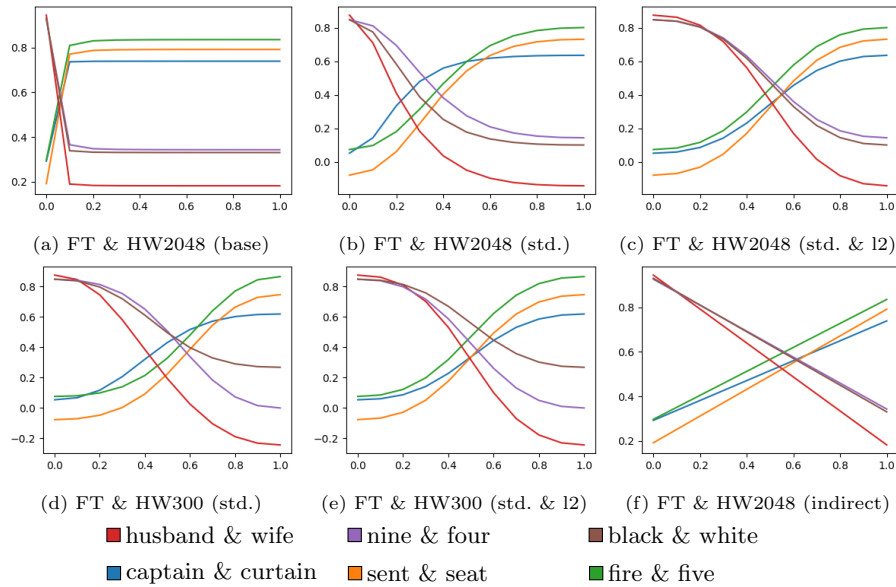 0.8
0.6
0.4
0.2
0.0 0.2 0.4 0.6 0.8 1.0
(a) FT & HW2048 (base)
0.8
0.6
0.4
0.2
0.0
0.0 0.2 0.4 0.6 0.8 1.0
(b) FT & HW2048 (std.)
0.8
0.6
0.4
0.2
0.0
0.0 0.2 0.4 0.6 0.8 1.0
(c) FT & HW2048 (std. & l2)
0.8
0.6
0.4
0.2
0.0
−0.2
0.0 0.2 0.4 0.6 0.8 1.0
(d) FT & HW300 (std.)
0.8
0.6
0.4
0.2
0.0
−0.2
0.0 0.2 0.4 0.6 0.8 1.0
(e) FT & HW300 (std. & l2)
0.8
0.6
0.4
0.2
0.0 0.2 0.4 0.6 0.8 1.0
(f) FT & HW2048 (indirect)
husband & wife nine & four black & white
captain & curtain sent & seat fire & five